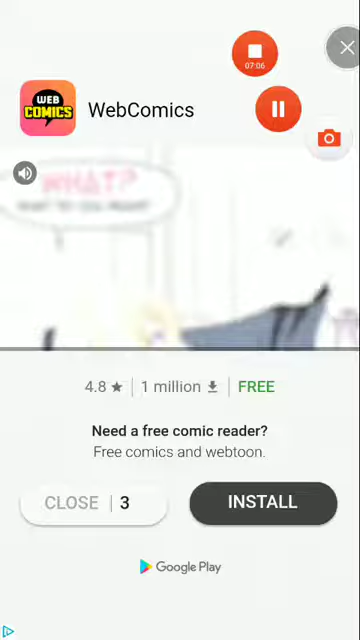 07:06
WEB
COMICS
WebComics
WHAT?
4.8 ★ | 1 million | FREE
Need a free comic reader?
Free comics and webtoon.
CLOSE | 3
INSTALL
Google Play